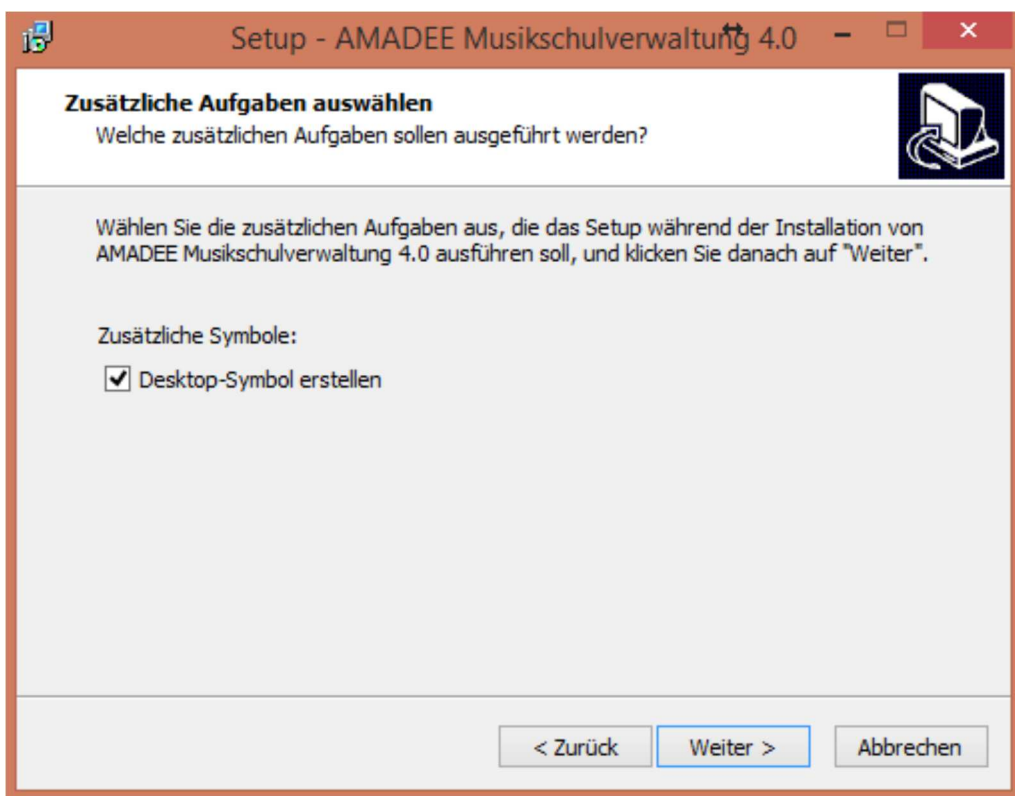 Setup - AMADEE Musikschulverwaltung 4.0
Zusätzliche Aufgaben auswählen
Welche zusätzlichen Aufgaben sollen ausgeführt werden?
Wählen Sie die zusätzlichen Aufgaben aus, die das Setup während der Installation von
AMADEE Musikschulverwaltung 4.0 ausführen soll, und klicken Sie danach auf "Weiter".
Zusätzliche Symbole:
Desktop-Symbol erstellen
< Zurück
Weiter >
Abbrechen